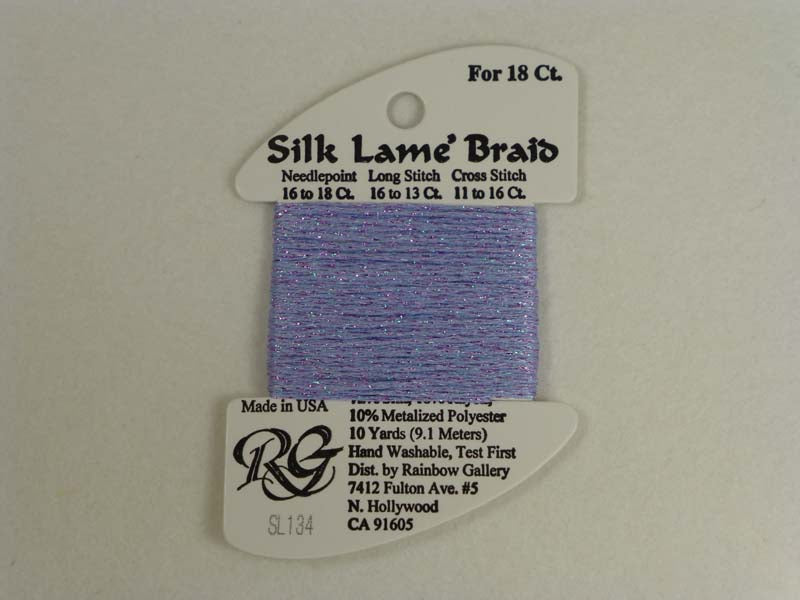 For 18 Ct.
Silk Lamé Braid
Needlepoint Long Stitch Cross Stitch
16 to 18 Ct. 16 to 13 Ct. 11 to 16 Ct.
Made in USA
RG
SL134
10% Metalized Polyester
10 Yards (9.1 Meters)
Hand Washable, Test First
Dist. by Rainbow Gallery
7412 Fulton Ave. #5
N. Hollywood
CA 91605